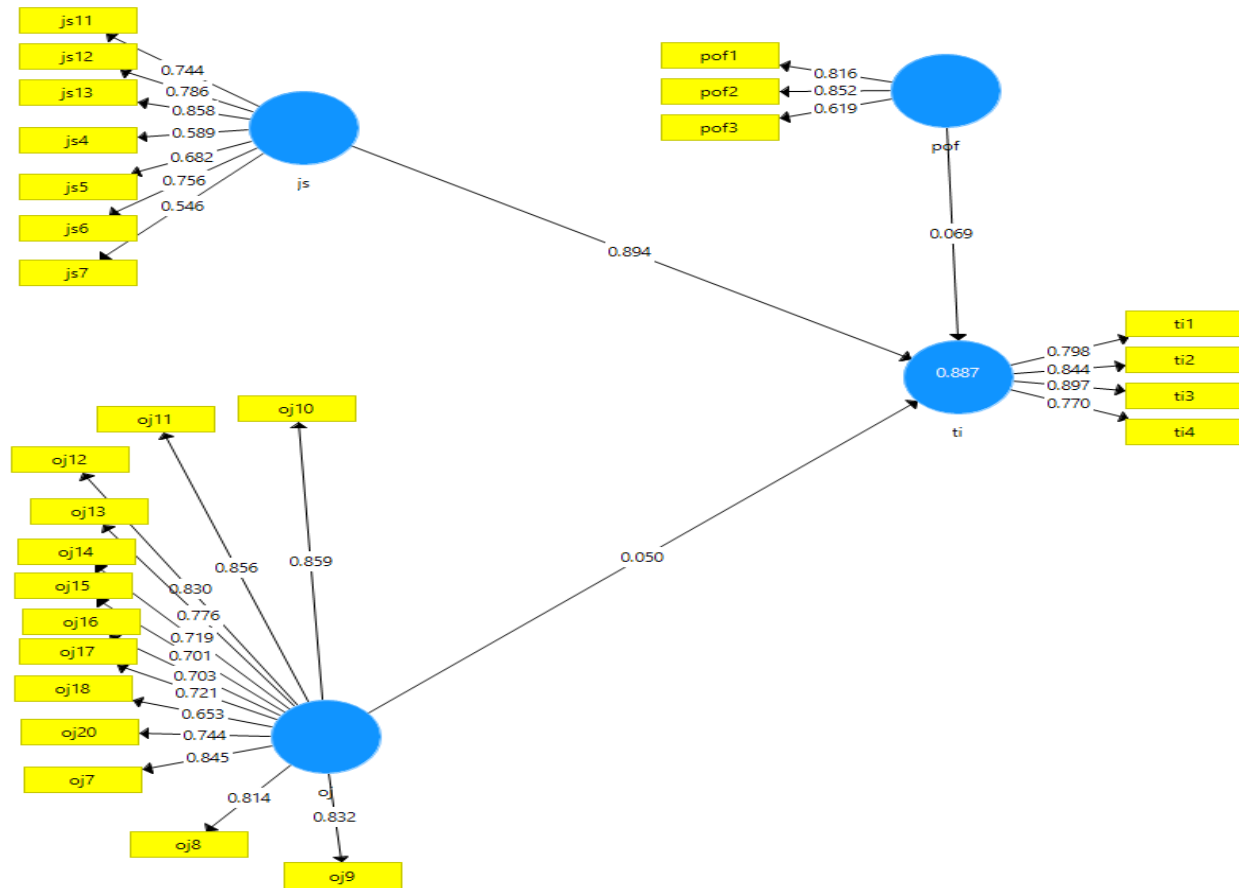 js11
js12
js13
js4
js5
js6
js7
0.744
0.786
0.858
0.589
0.682
0.756
0.546
js
pof1
pof2
pof3
0.816
0.852
0.619
pof
0.894
0.069
ti1
ti2
ti3
ti4
0.798
0.844
0.897
0.770
0.887
ti
oj10
oj11
oj12
oj13
oj14
oj15
oj16
oj17
oj18
oj20
oj7
oj8
oj9
0.859
0.856
0.830
0.776
0.719
0.701
0.703
0.721
0.653
0.744
0.845
0.814
0.832
oj
0.050